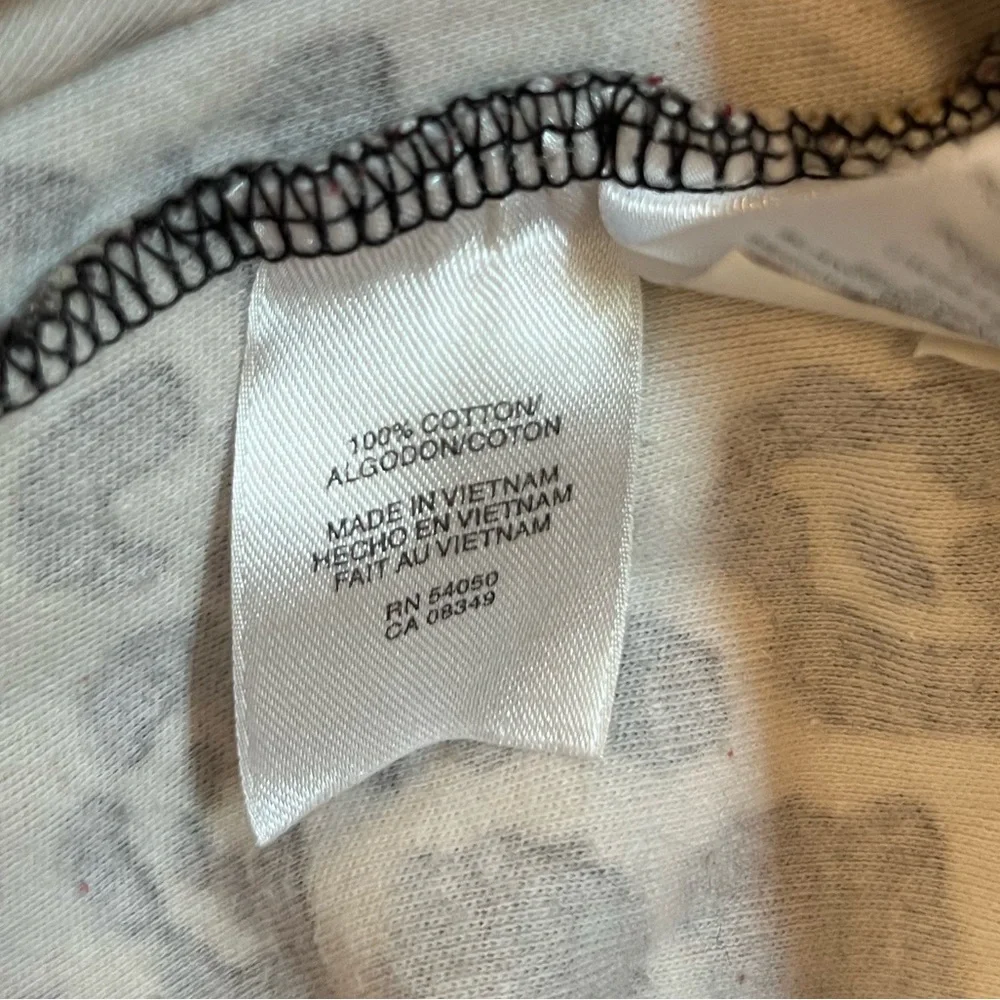 100% COTTON/
ALGODON/COTON
MADE IN VIETNAM
HECHO EN VIETNAM
FAIT AU VIETNAM
RN 54050
CA 08349